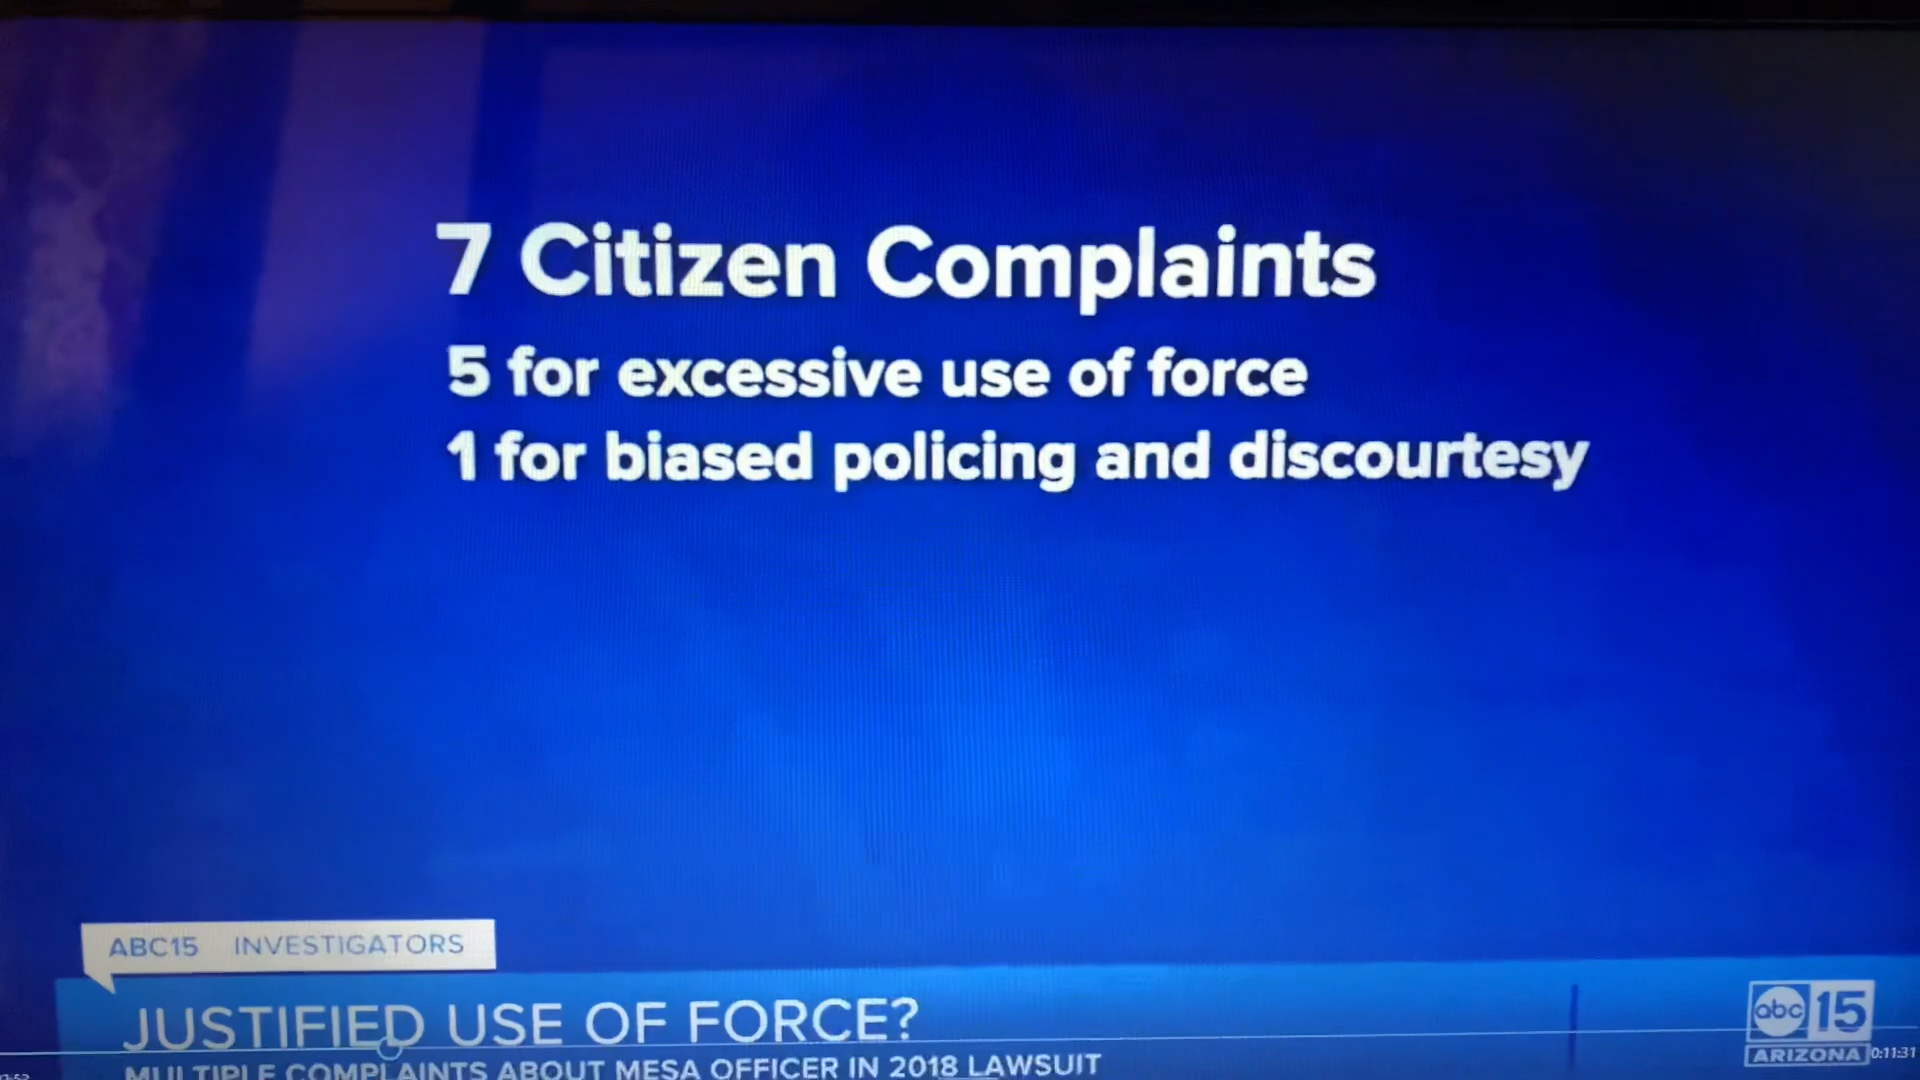 7 Citizen Complaints
5 for excessive use of force
1 for biased policing and discourtesy
ABC15 INVESTIGATORS
JUSTIFIED USE OF FORCE?
MULTIPLE COMPLAINTS ABOUT MESA OFFICER IN 2018 LAWSUIT
abc 15
ARIZONA
0:11:31